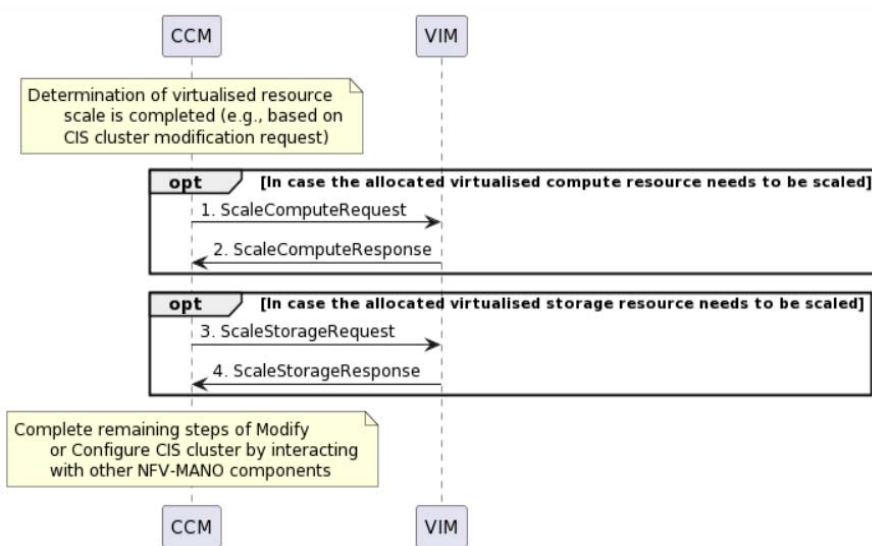 CCM VIM
Determination of virtualised resource
scale is completed (e.g., based on
CIS cluster modification request)
opt [In case the allocated virtualised compute resource needs to be scaled]
1. ScaleComputeRequest
2. ScaleComputeResponse
opt [In case the allocated virtualised storage resource needs to be scaled]
3. ScaleStorageRequest
4. ScaleStorageResponse
Complete remaining steps of Modify
or Configure CIS cluster by interacting
with other NFV-MANO components
CCM VIM